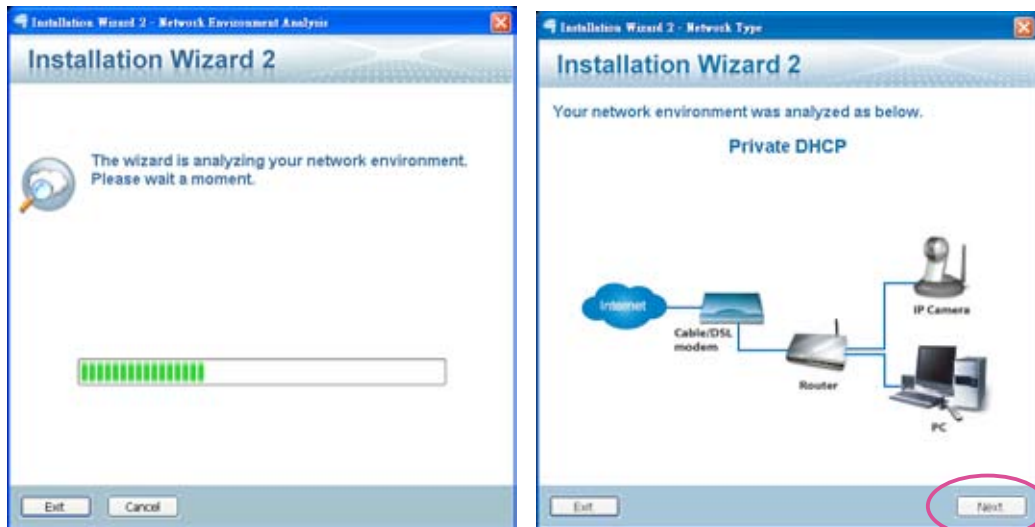 Installation Wizard 2 - Network Environment Analysis
Installation Wizard 2
The wizard is analyzing your network environment.
Please wait a moment.
Exit
Cancel
Installation Wizard 2 - Network Type
Installation Wizard 2
Your network environment was analyzed as below.
Private DHCP
Internet
Cable/DSL
modem
Router
IP Camera
PC
Exit
Next